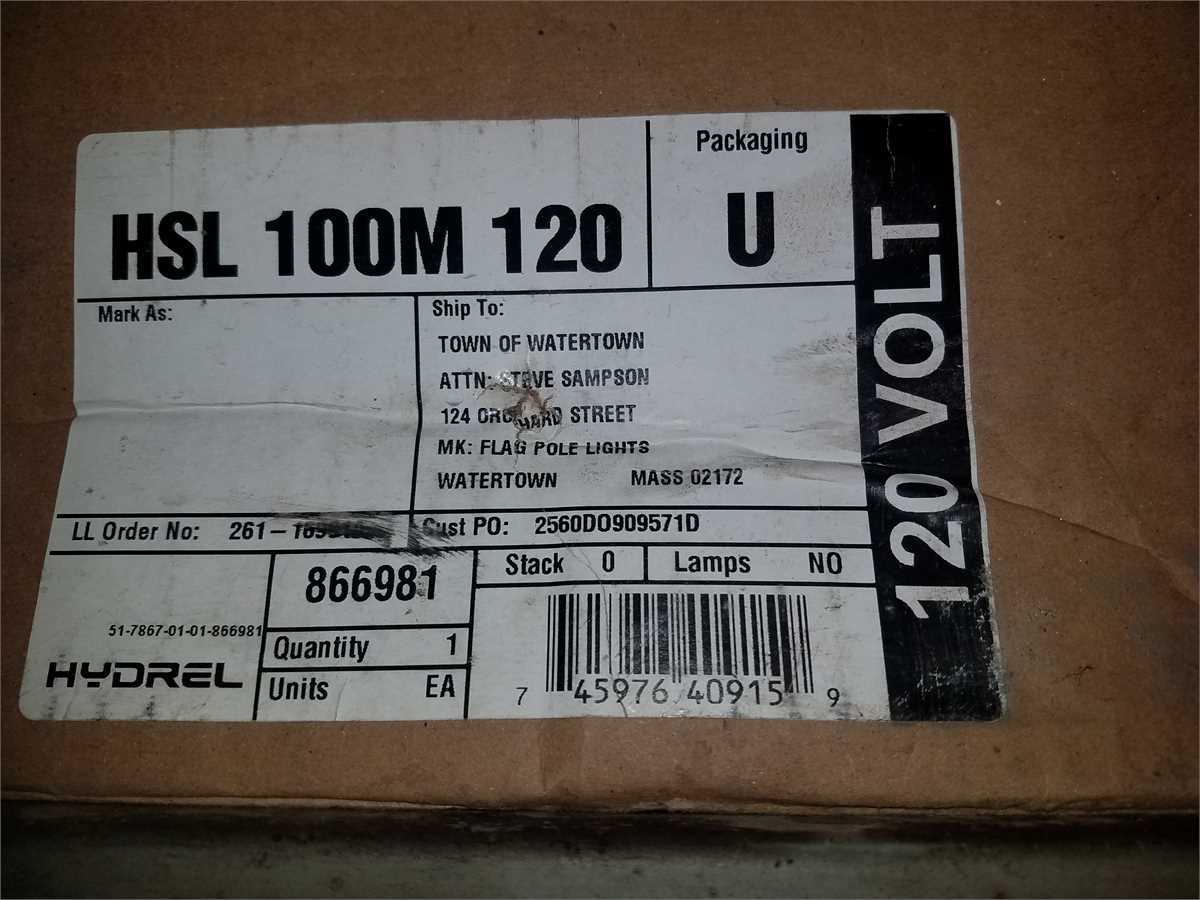 Packaging
HSL 100M 120
U
120 VOLT
Mark As:
Ship To:
TOWN OF WATERTOWN
ATTN: STEVE SAMPSON
124 ORCHARD STREET
MK: FLAG POLE LIGHTS
WATERTOWN MASS 02172
LL Order No: 261-
Cust PO: 2560DO909571D
866981
Stack 0
Lamps NO
51-7867-01-01-866981
HYDREL
Quantity 1
Units EA
7 45976 40915 9